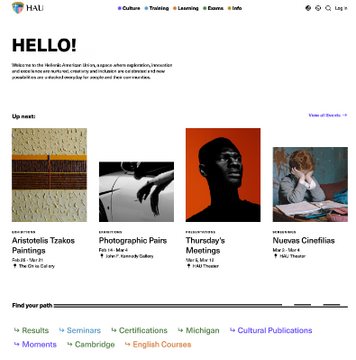 HAU
Culture Training Learning Exams Info
Log in
HELLO!
Welcome to the Hellenic American Union, a space where exploration, innovation
and excellence are nurtured, creativity and inclusion are celebrated and new
possibilities are unlocked everyday for people and their communities.
Up next:
View all Events →
EXHIBITIONS
Aristotelis Tzakos
Paintings
Feb 26 - Mar 21
The Ch ke Gallery
EXHIBITIONS
Photographic Pairs
Feb 14 - Mar 4
John F. Kennedy Gallery
PRESENTATIONS
Thursday's
Meetings
Mar 5, Mar 12
HAU Theater
SCREENINGS
Nuevas Cinefilias
Mar 2 - Mar 4
HAU Theater
Find your path
↳ Results ↳ Seminars ↳ Certifications ↳ Michigan ↳ Cultural Publications
↳ Moments ↳ Cambridge ↳ English Courses